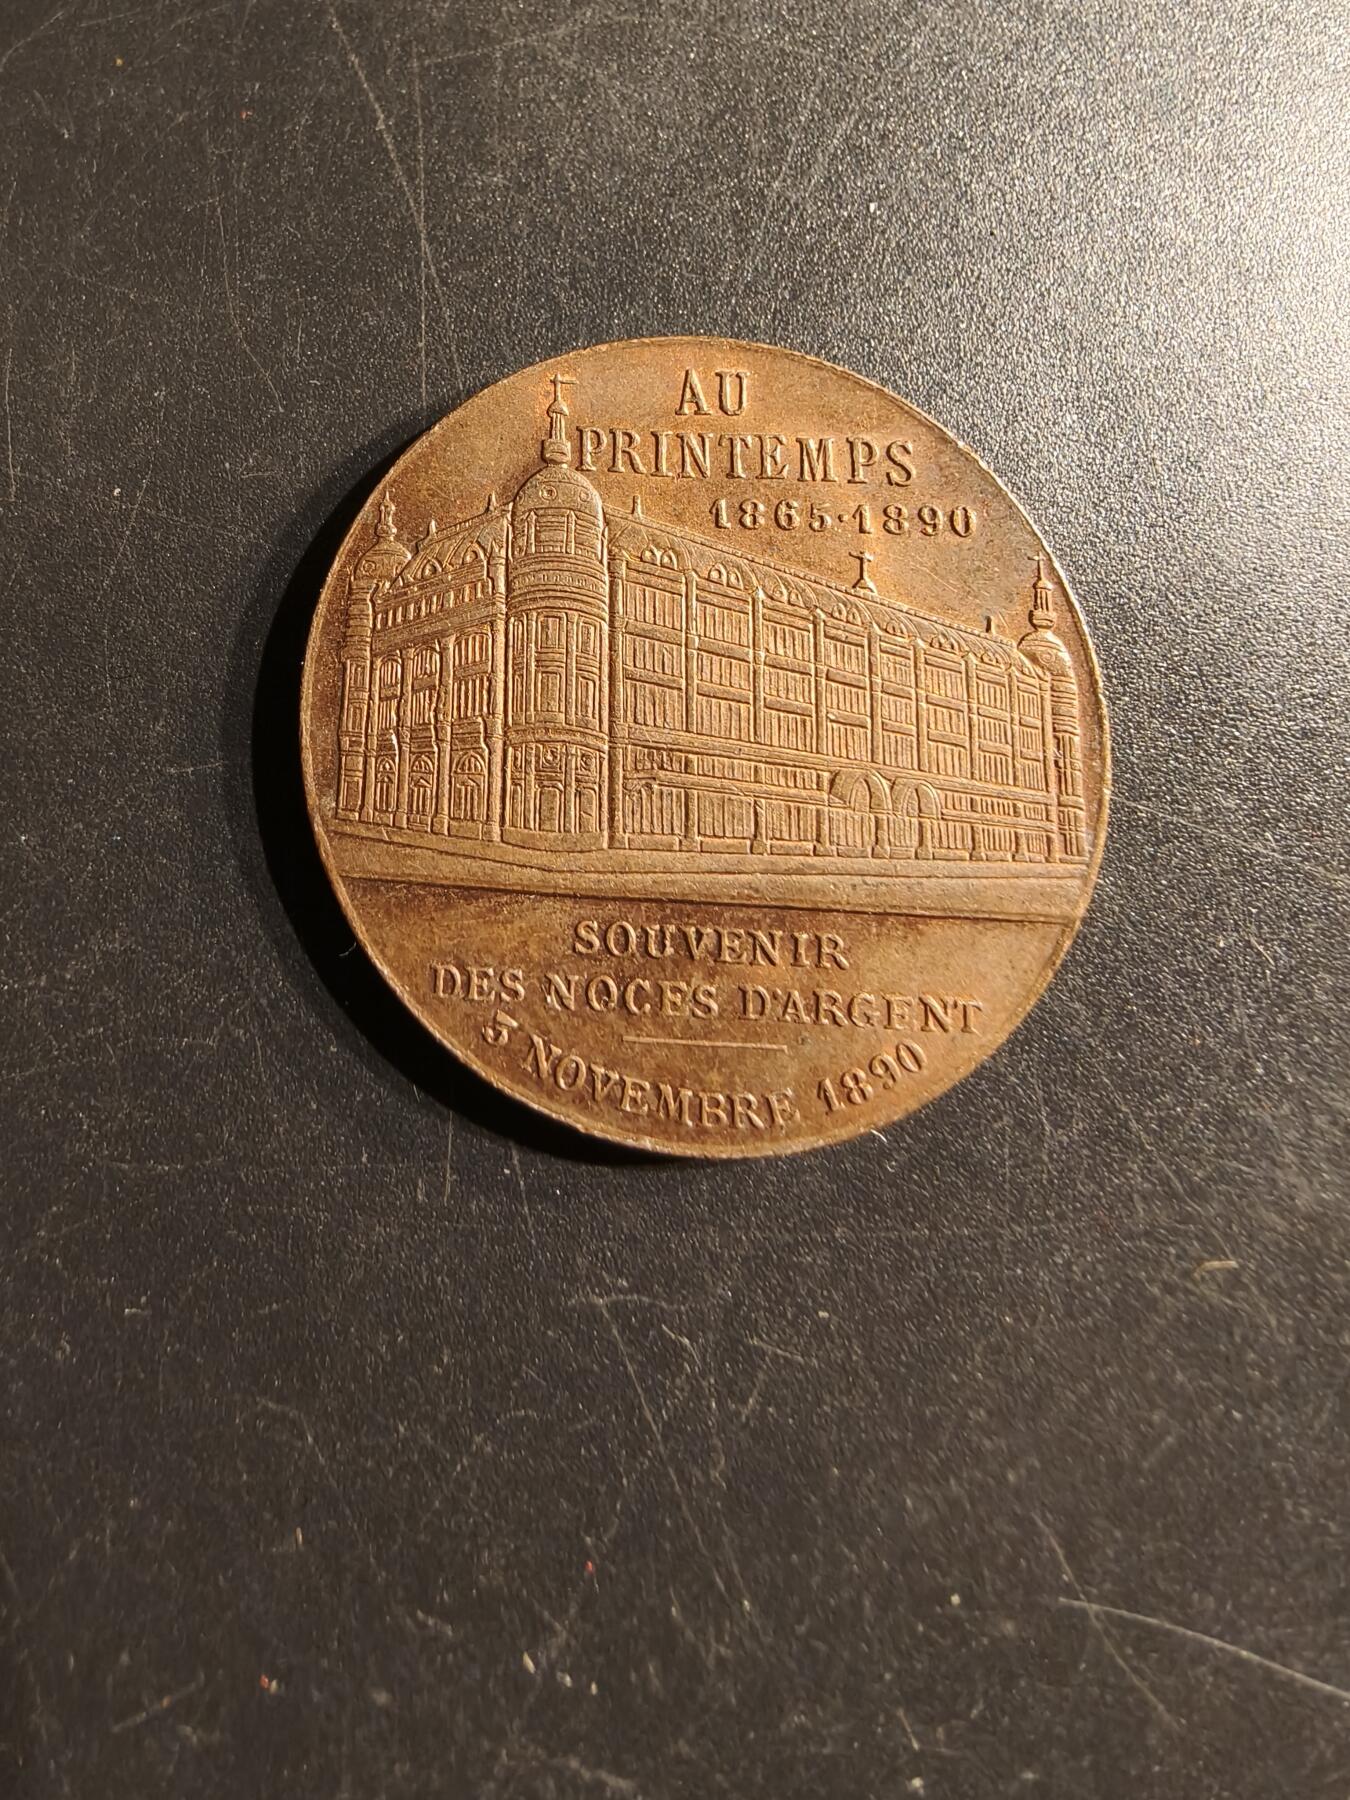 AU
PRINTEMPS
1865·1890
SOUVENIR
DES NOCES D'ARGENT
3 NOVEMBRE 1890